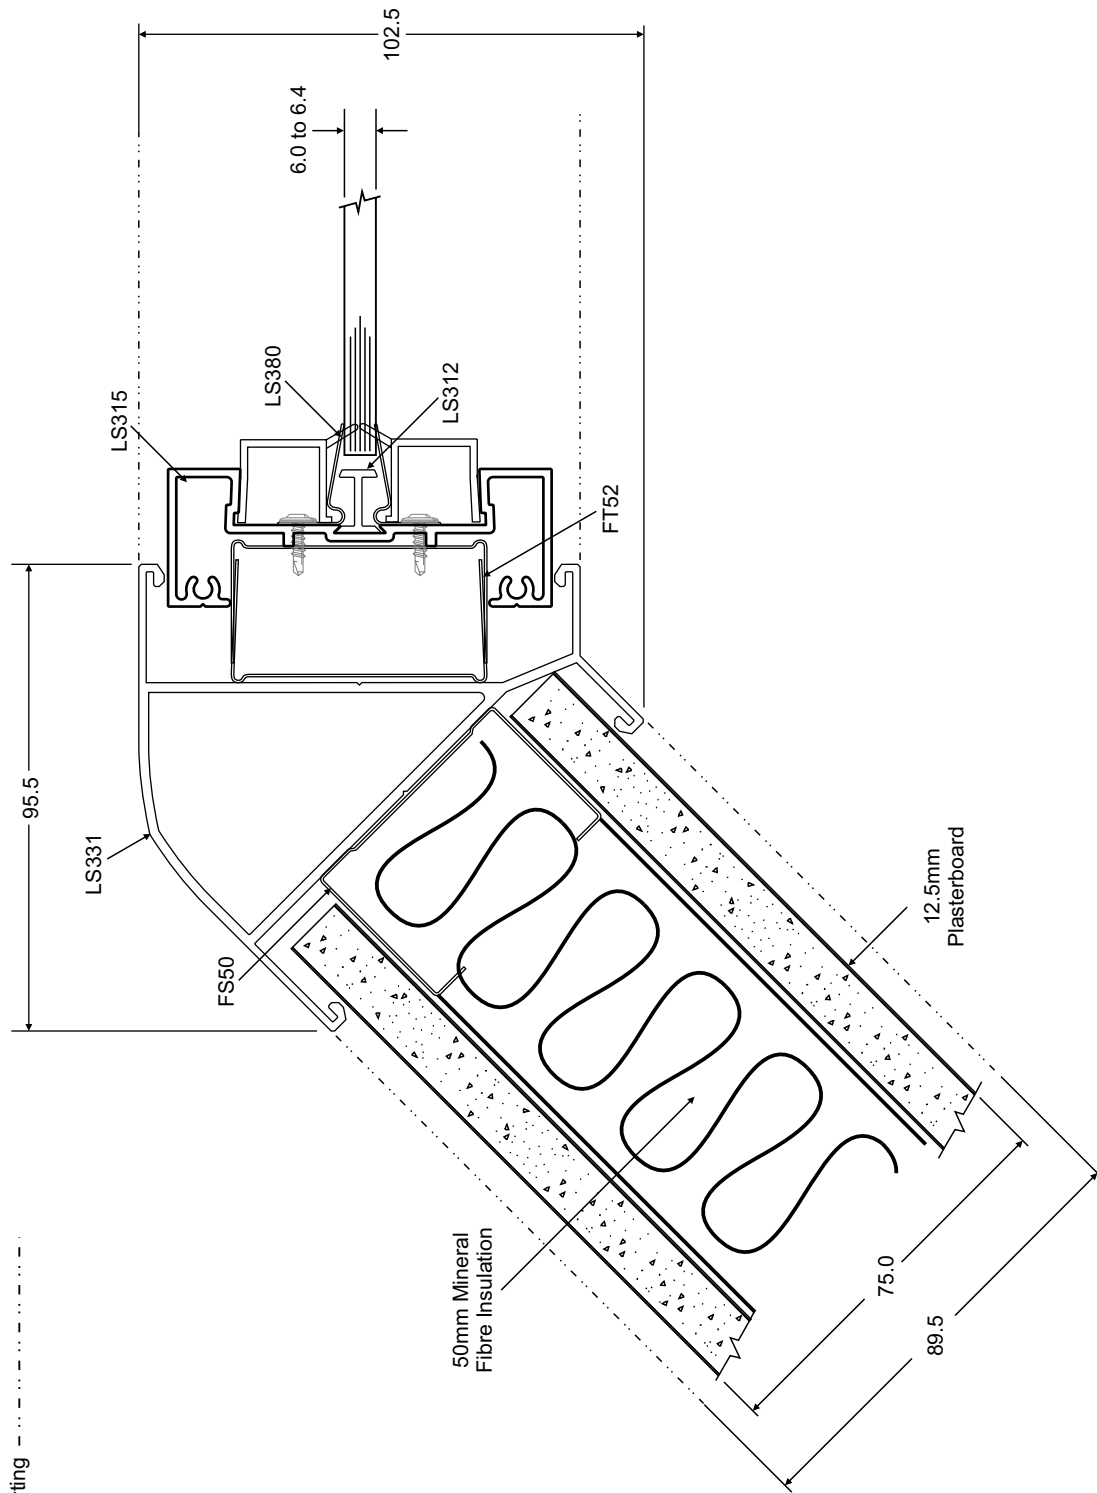 102.5
6.0 to 6.4
LS380
LS315
LS312
FT52
95.5
LS331
FS50
12.5mm
Plasterboard
50mm Mineral
Fibre Insulation
75.0
89.5
ting